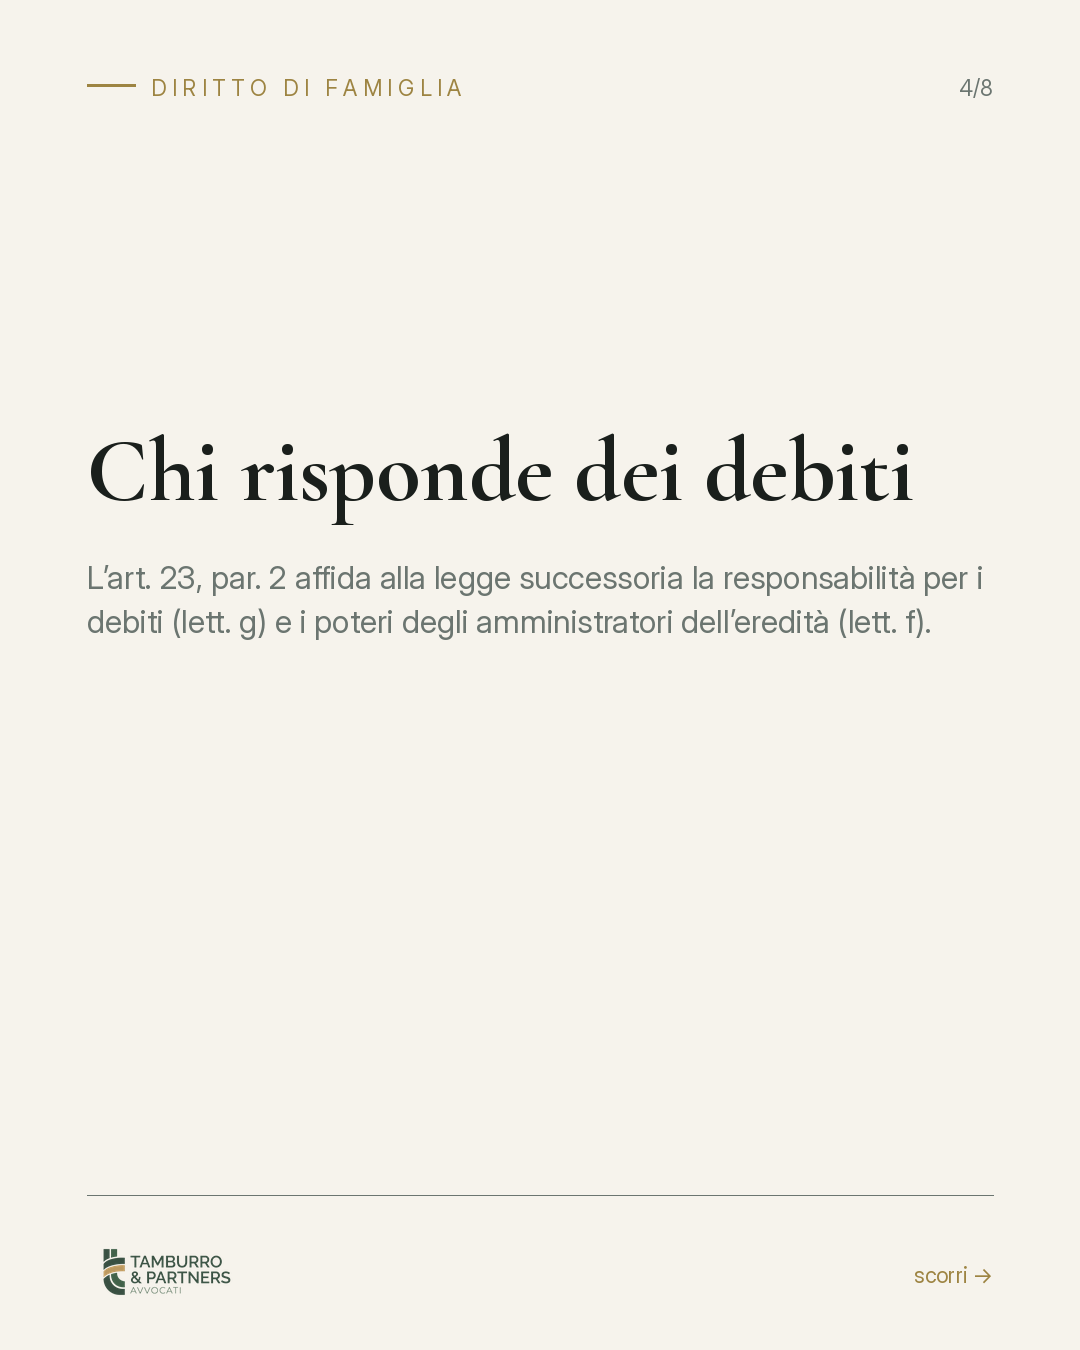 DIRITTO DI FAMIGLIA
4/8
Chi risponde dei debiti
L’art. 23, par. 2 affida alla legge successoria la responsabilità per i
debiti (lett. g) e i poteri degli amministratori dell’eredità (lett. f).
TAMBURRO
& PARTNERS
AVVOCATI
scorri →